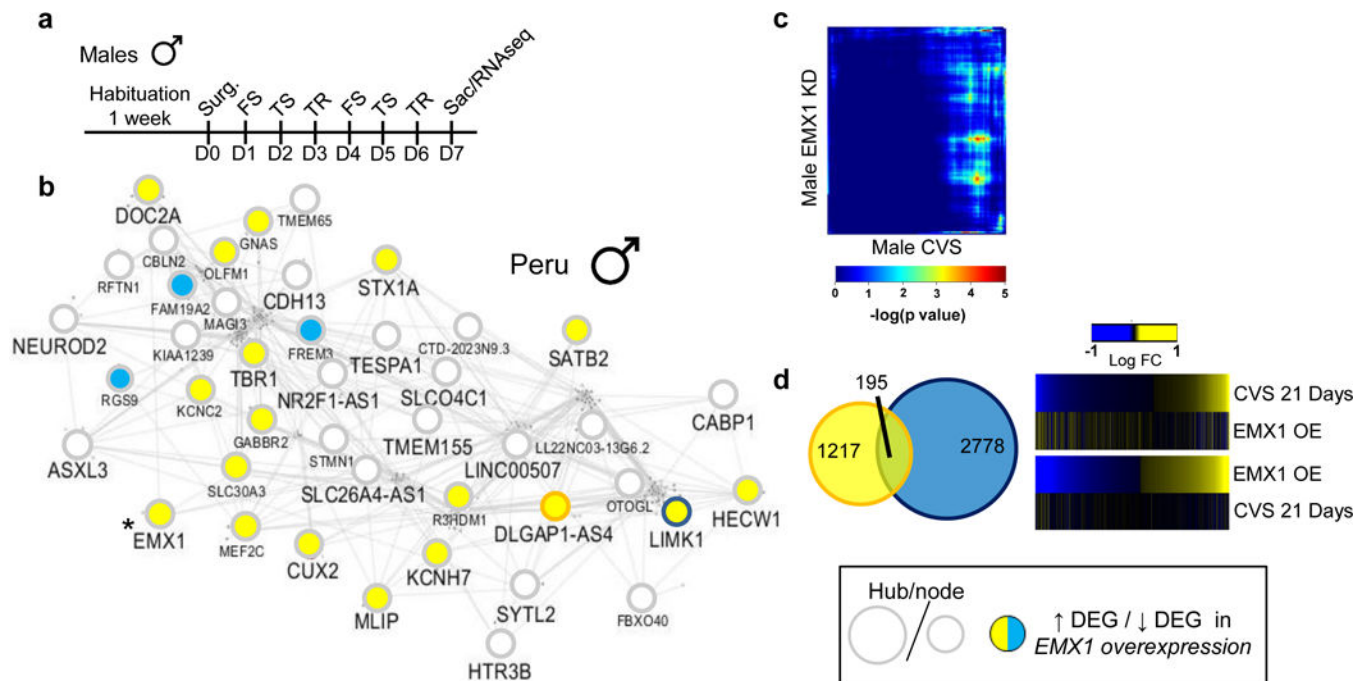 a
Males ♂
Habituation
1 week
Surg. FS TS TR FS TS TR Sac/RNAseq
D0 D1 D2 D3 D4 D5 D6 D7
b
Peru ♂
DOC2A
TMEM65
GNAS
CBLN2
OLFM1
RFTN1
STX1A
CDH13
FAM19A2
MAGI3
NEUROD2
KIAA1239
FREM3
TESPA1
CTD-2023N9.3
SATB2
TBR1
RGS9
KCNC2
NR2F1-AS1
SLCO4C1
CABP1
GABBR2
TMEM155
LL22NC03-13G6.2
ASXL3
STMN1
LINC00507
SLC30A3
SLC26A4-AS1
OTOGL
R3HDM1
HECW1
* EMX1
DLGAP1-AS4
LIMK1
MEF2C
CUX2
KCNH7
MLIP
SYTL2
FBXO40
HTR3B
c
Male EMX1 KD
Male CVS
0 1 2 3 4 5
-log(p value)
d
195
1217
2778
-1 1
Log FC
CVS 21 Days
EMX1 OE
EMX1 OE
CVS 21 Days
Hub/node
↑ DEG / ↓ DEG in
EMX1 overexpression